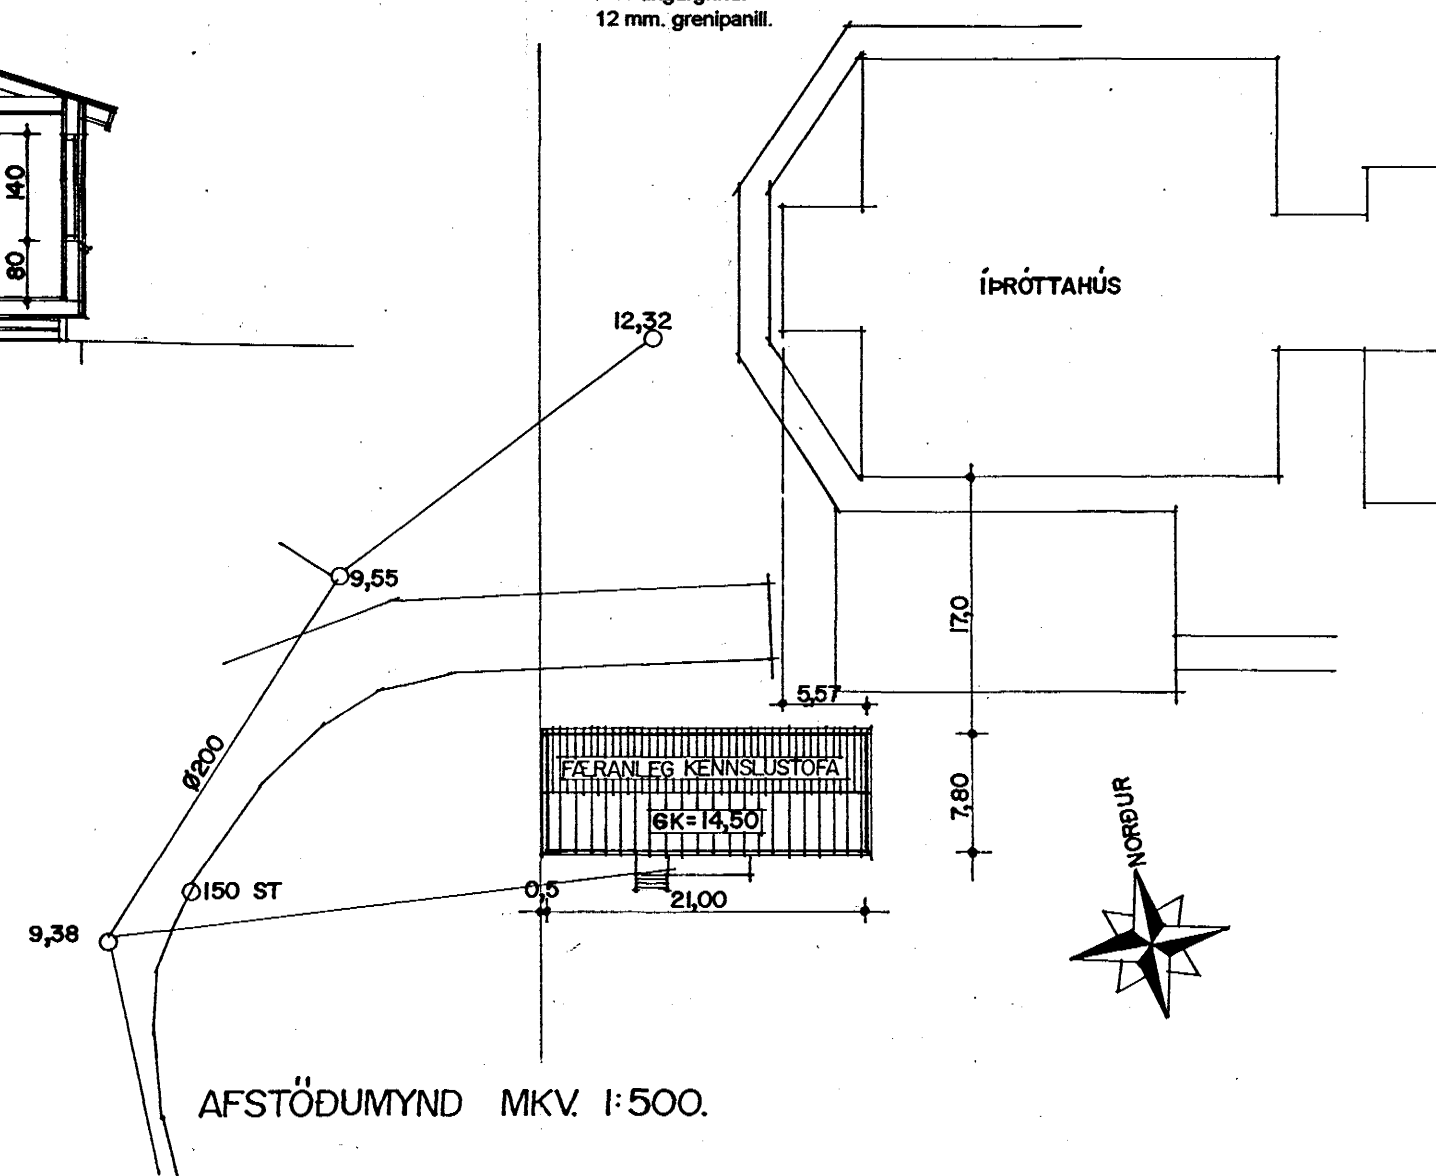 12 mm. grenipanill.
140
80
ÍÞRÓTTAHÚS
12,32
9,55
17,0
5,57
Ø200
FÆRANLEG KENNSLUSTOFA
GK=14,50
7,80
NORÐUR
150 ST
0,5
21,00
9,38
AFSTÖÐUMYND MKV. 1:500.